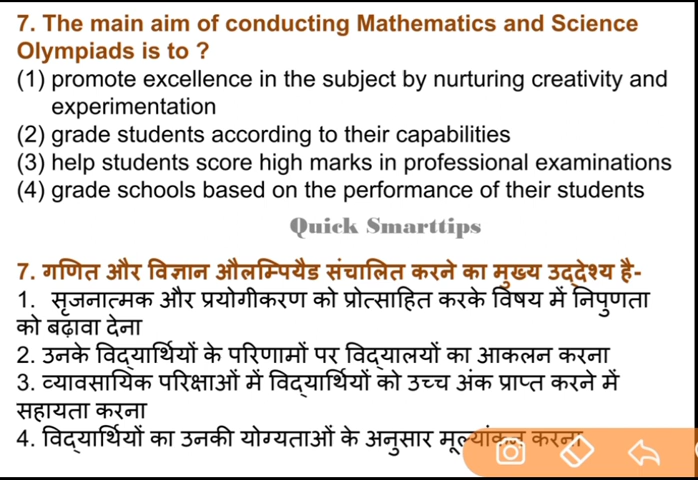 7. The main aim of conducting Mathematics and Science
Olympiads is to ?
(1) promote excellence in the subject by nurturing creativity and
experimentation
(2) grade students according to their capabilities
(3) help students score high marks in professional examinations
(4) grade schools based on the performance of their students
Quick Smarttips
7. गणित और विज्ञान औलम्पियैड संचालित करने का मुख्य उद्देश्य है-
1. सृजनात्मक और प्रयोगीकरण को प्रोत्साहित करके विषय में निपुणता
को बढ़ावा देना
2. उनके विद्यार्थियों के परिणामों पर विद्यालयों का आकलन करना
3. व्यावसायिक परिक्षाओं में विद्यार्थियों को उच्च अंक प्राप्त करने में
सहायता करना
4. विद्यार्थियों का उनकी योग्यताओं के अनुसार मूल्यांकन करना